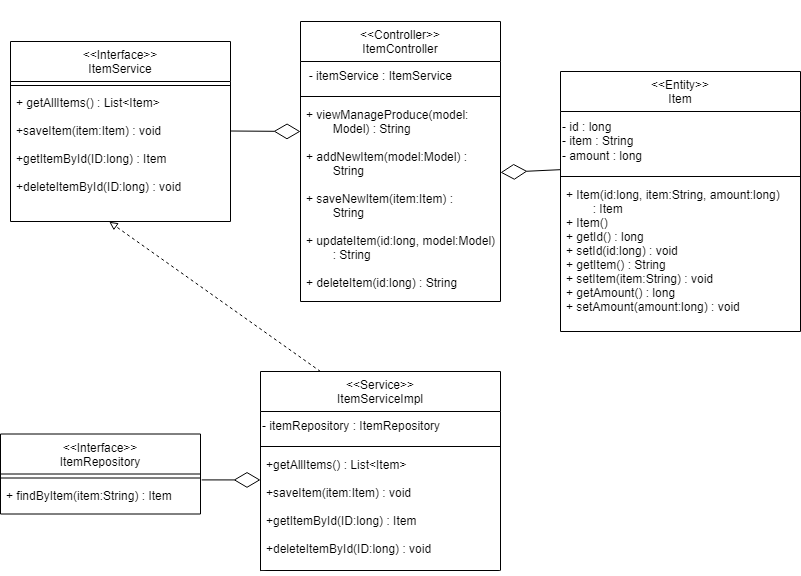 <<Interface>>
ItemService
+ getAllItems() : List<Item>
+saveItem(item:Item) : void
+getItemById(ID:long) : Item
+deleteItemById(ID:long) : void
<<Controller>>
ItemController
- itemService : ItemService
+ viewManageProduce(model:
Model) : String
+ addNewItem(model:Model) :
String
+ saveNewItem(item:Item) :
String
+ updateItem(id:long, model:Model)
: String
+ deleteItem(id:long) : String
<<Entity>>
Item
- id : long
- item : String
- amount : long
+ Item(id:long, item:String, amount:long)
: Item
+ Item()
+ getId() : long
+ setId(id:long) : void
+ getItem() : String
+ setItem(item:String) : void
+ getAmount() : long
+ setAmount(amount:long) : void
<<Service>>
ItemServiceImpl
- itemRepository : ItemRepository
+getAllItems() : List<Item>
+saveItem(item:Item) : void
+getItemById(ID:long) : Item
+deleteItemById(ID:long) : void
<<Interface>>
ItemRepository
+ findByItem(item:String) : Item